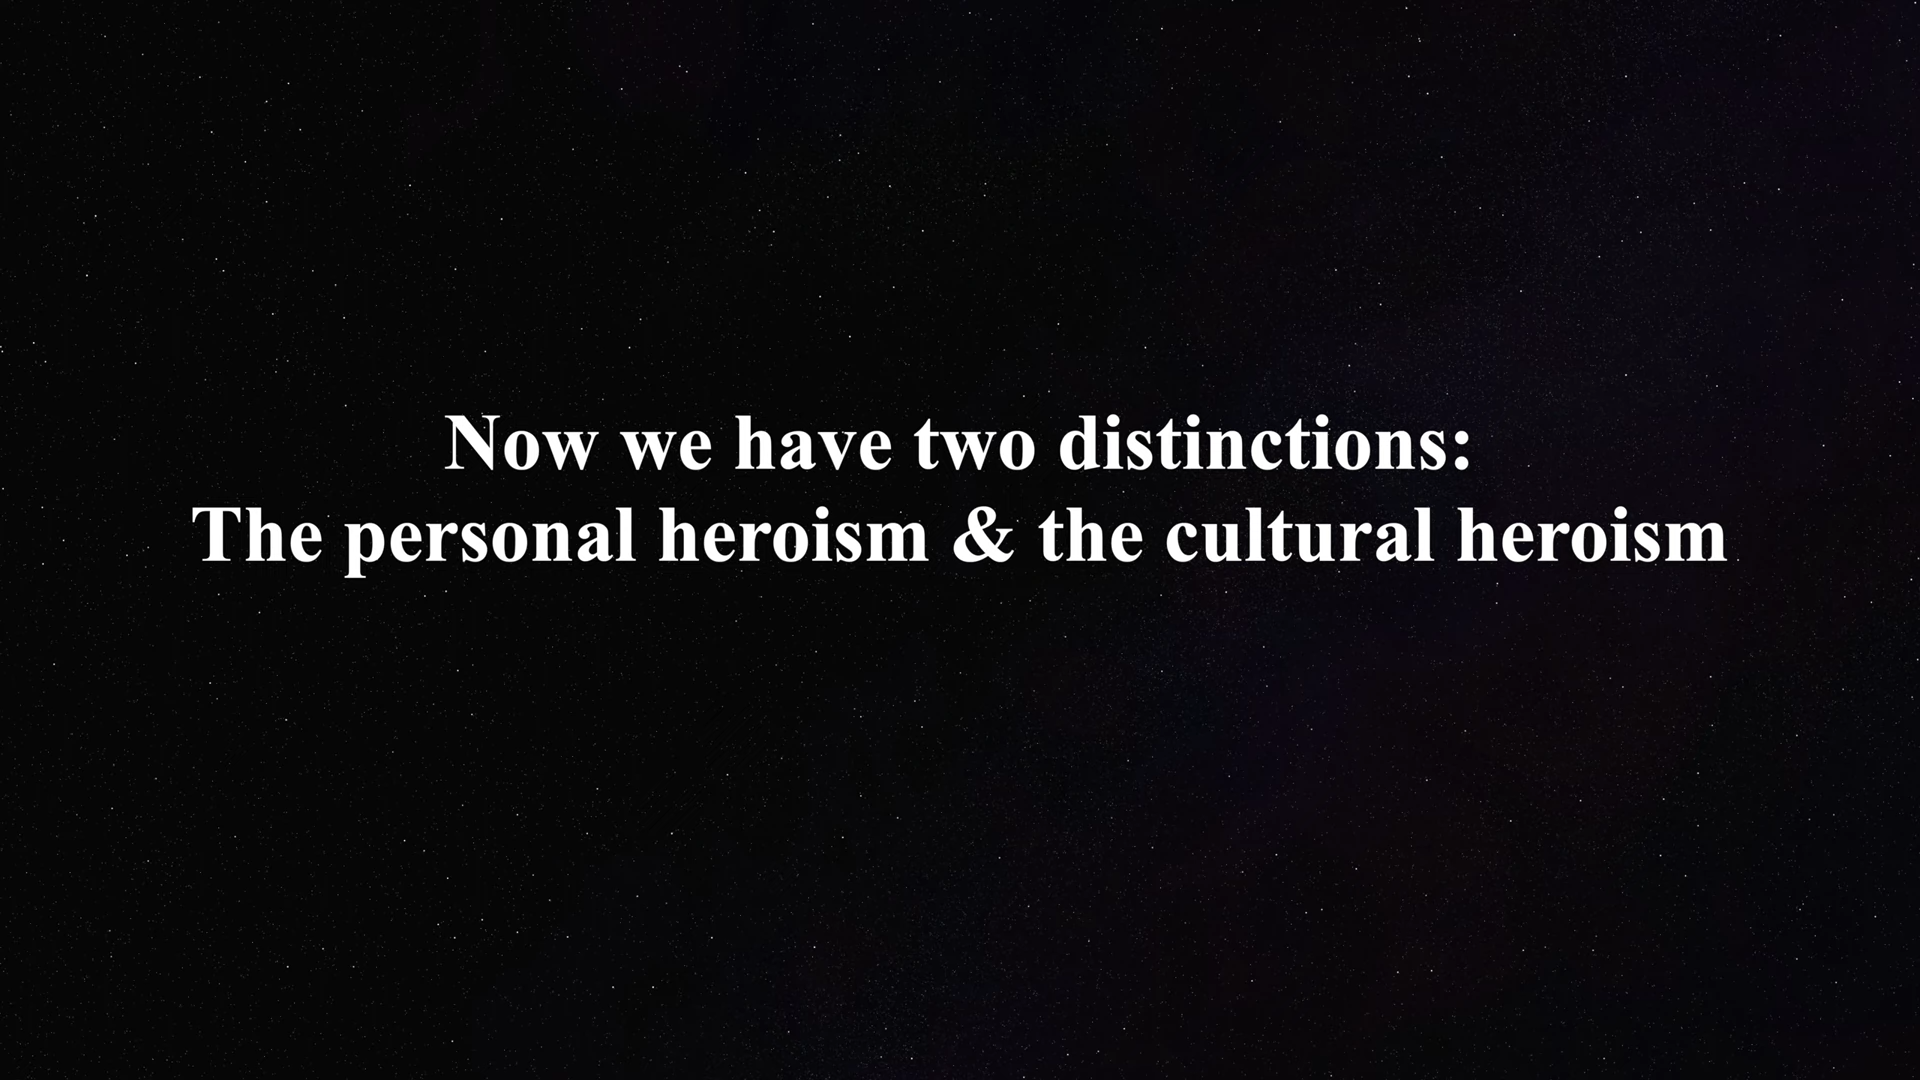 Now we have two distinctions:
The personal heroism & the cultural heroism